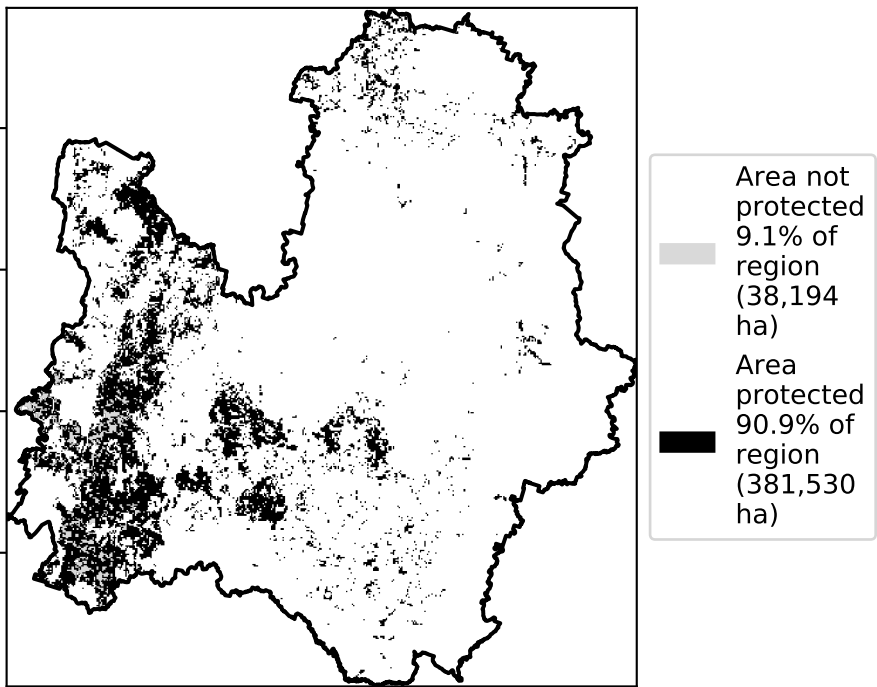 Area not
protected
9.1% of
region
(38,194
ha)
Area
protected
90.9% of
region
(381,530
ha)